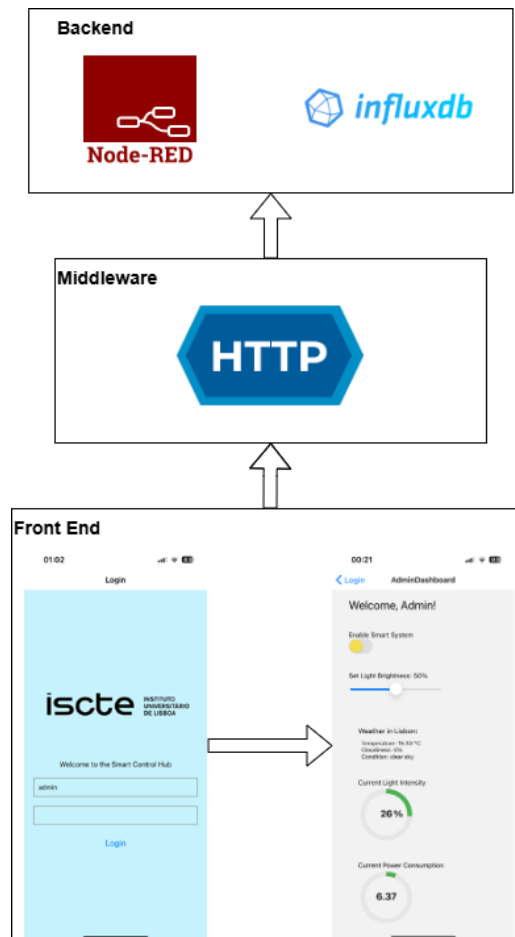 Backend
Node-RED
influxdb
Middleware
HTTP
Front End
01:02
Login
iscte
INSTITUTO
UNIVERSITÁRIO
DE LISBOA
Welcome to the Smart Control Hub
admin
Login
00:21
Login AdminDashboard
Welcome, Admin!
Enable Smart System
Set Light Brightness: 50%
Weather in Lisbon:
Temperature: °C
Cloudiness: %
Condition: clear sky
Current Light Intensity
26%
Current Power Consumption
6.37